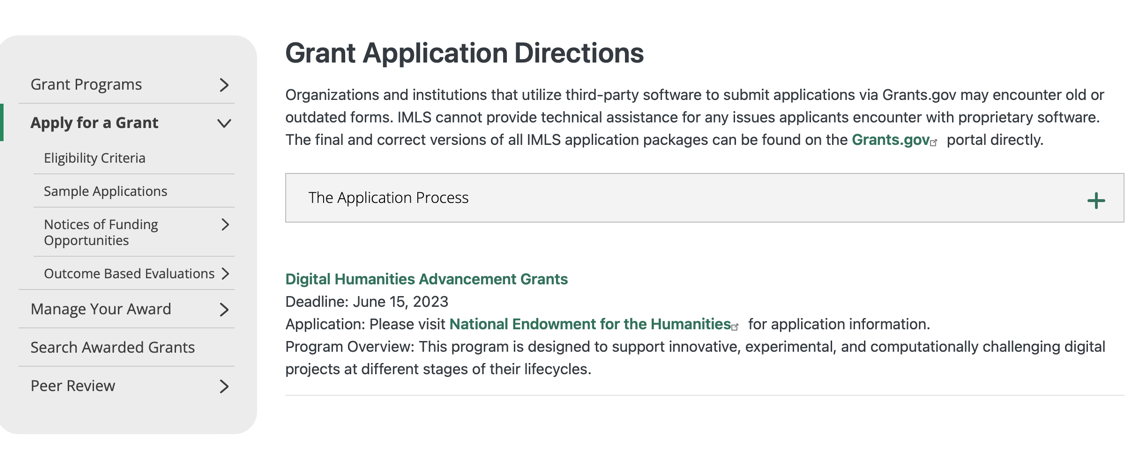 Grant Programs
Apply for a Grant
Eligibility Criteria
Sample Applications
Notices of Funding
Opportunities
Outcome Based Evaluations
Manage Your Award
Search Awarded Grants
Peer Review
Grant Application Directions
Organizations and institutions that utilize third-party software to submit applications via Grants.gov may encounter old or
outdated forms. IMLS cannot provide technical assistance for any issues applicants encounter with proprietary software.
The final and correct versions of all IMLS application packages can be found on the Grants.gov portal directly.
The Application Process
Digital Humanities Advancement Grants
Deadline: June 15, 2023
Application: Please visit National Endowment for the Humanities for application information.
Program Overview: This program is designed to support innovative, experimental, and computationally challenging digital
projects at different stages of their lifecycles.